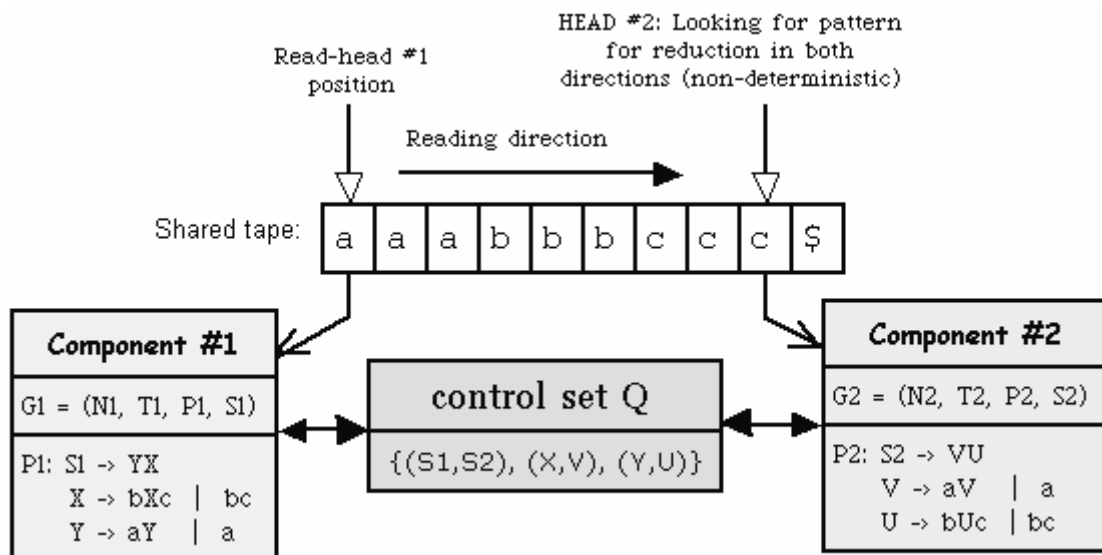 HEAD #2: Looking for pattern
for reduction in both
directions (non-deterministic)
Read-head #1
position
Reading direction
Shared tape:
a a a b b b c c c $
Component #1
G1 = (N1, T1, P1, S1)
P1: S1 -> YX
X -> bXc | bc
Y -> aY | a
control set Q
{(S1,S2), (X,V), (Y,U)}
Component #2
G2 = (N2, T2, P2, S2)
P2: S2 -> VU
V -> aV | a
U -> bUc | bc